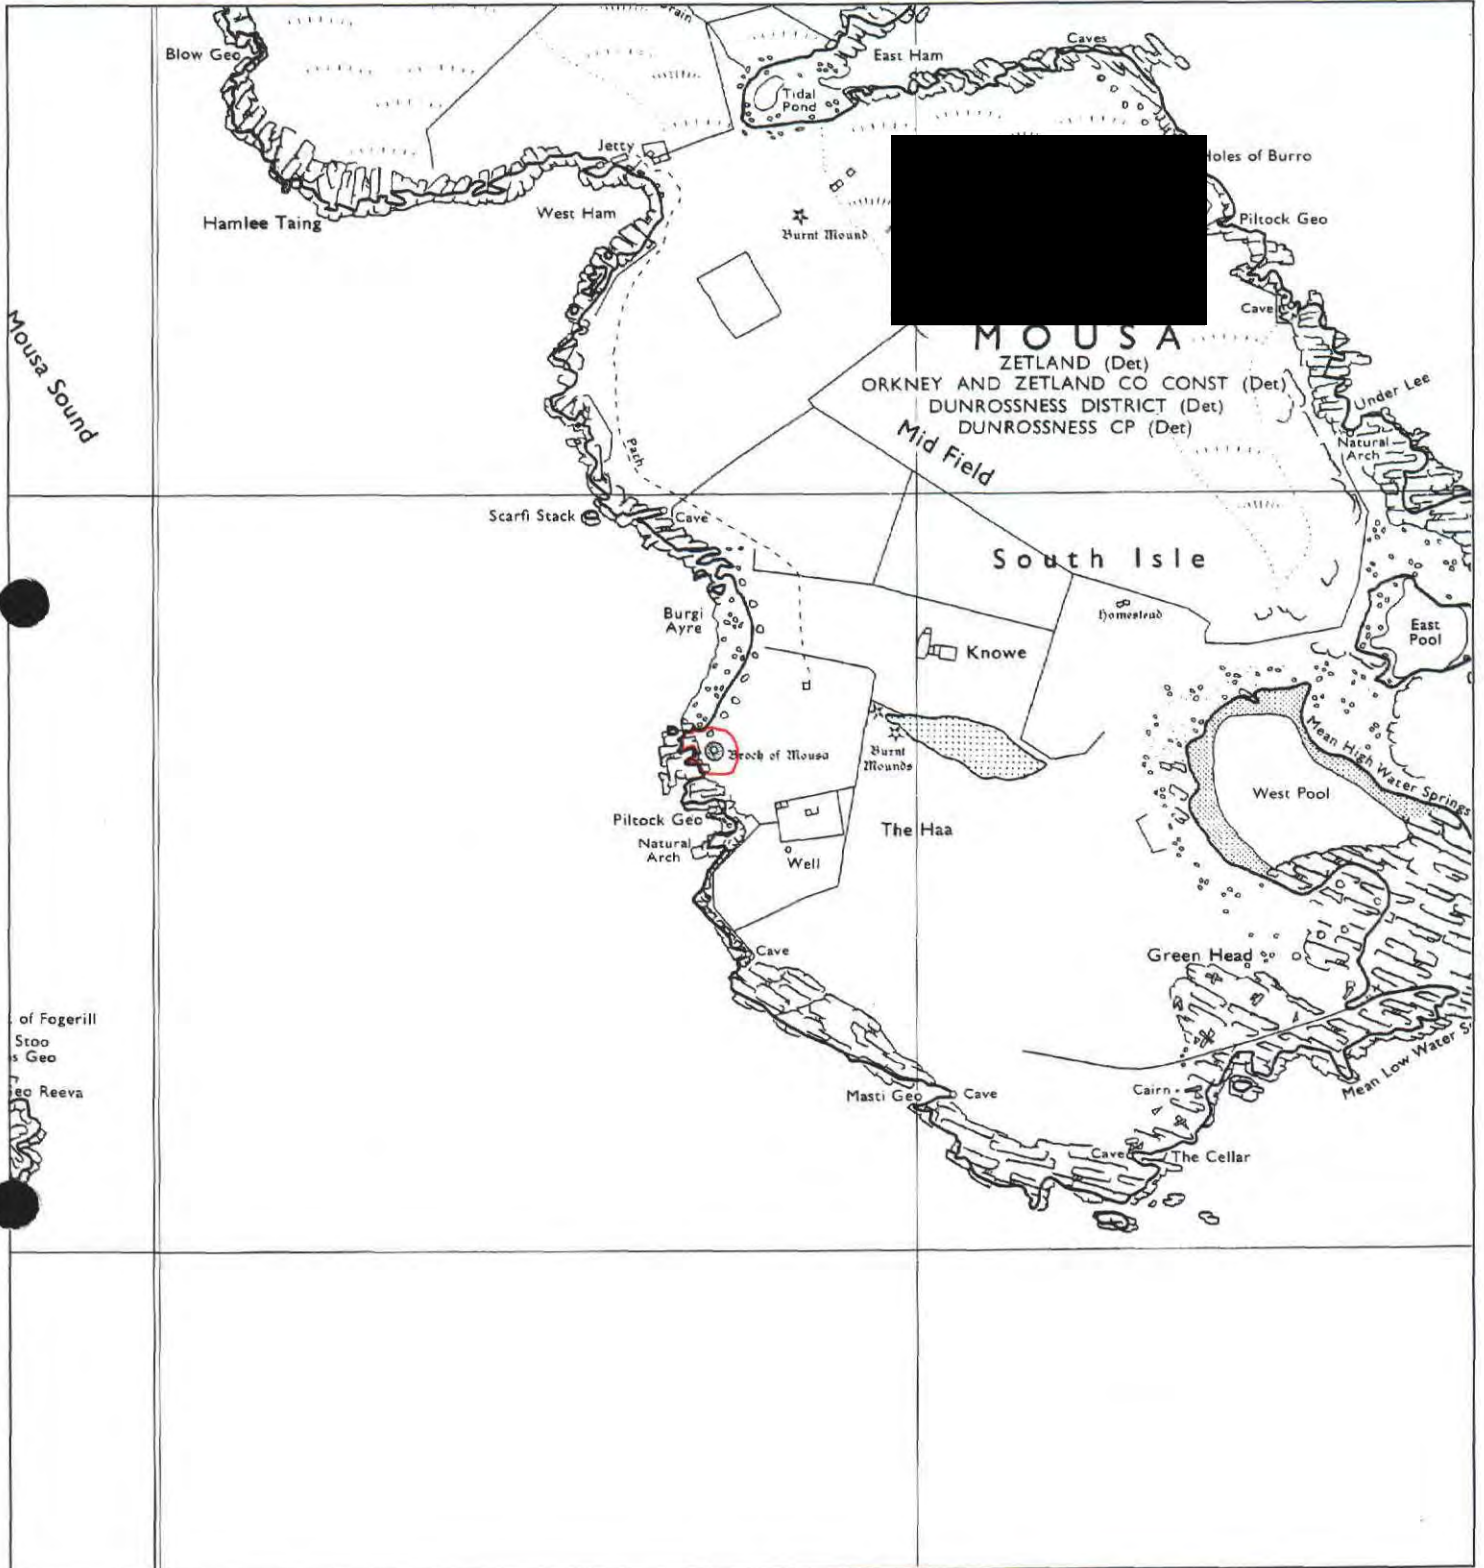 Blow Geo
East Ham
Caves
Tidal
Pond
Jetty
Holes of Burro
Hamlee Taing
West Ham
Burnt Mound
Piltock Geo
Cave
Mousa Sound
MOUSA
ZETLAND (Det)
ORKNEY AND ZETLAND CO CONST (Det)
DUNROSSNESS DISTRICT (Det)
DUNROSSNESS CP (Det)
Under Lee
Mid Field
Natural
Arch
Path
Scarfi Stack
Cave
South Isle
Burgi
Ayre
Homestead
East
Pool
Knowe
Mean High Water Springs
Broch of Mousa
Burnt
Mounds
West Pool
Piltock Geo
The Haa
Natural
Arch
Well
Cave
Green Head
of Fogerill
Stoo
s Geo
eo Reeva
Mean Low Water S
Masti Geo
Cave
Cairn
Cave
The Cellar